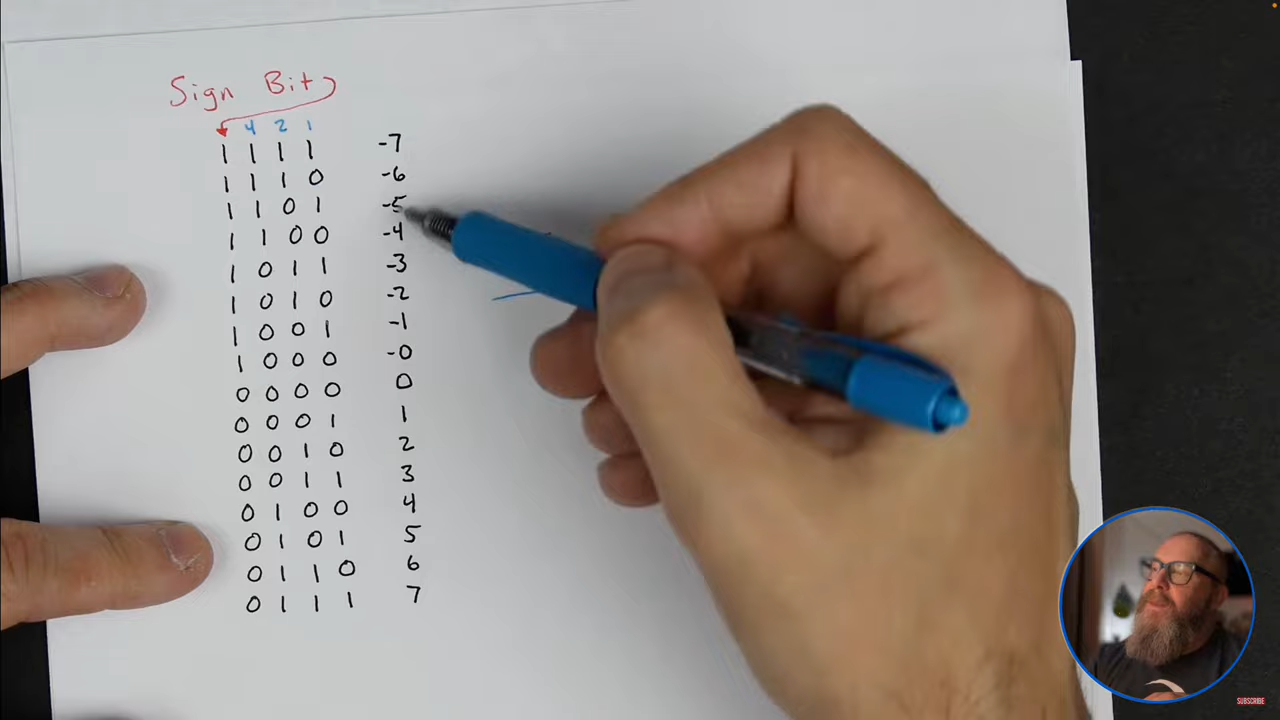 Sign Bit
4 2 1
1 1 1 1 -7
1 1 1 0 -6
1 1 0 1 -5
1 1 0 0 -4
1 0 1 1 -3
1 0 1 0 -2
1 0 0 1 -1
1 0 0 0 -0
0 0 0 0 0
0 0 0 1 1
0 0 1 0 2
0 0 1 1 3
0 1 0 0 4
0 1 0 1 5
0 1 1 0 6
0 1 1 1 7
SUBSCRIBE